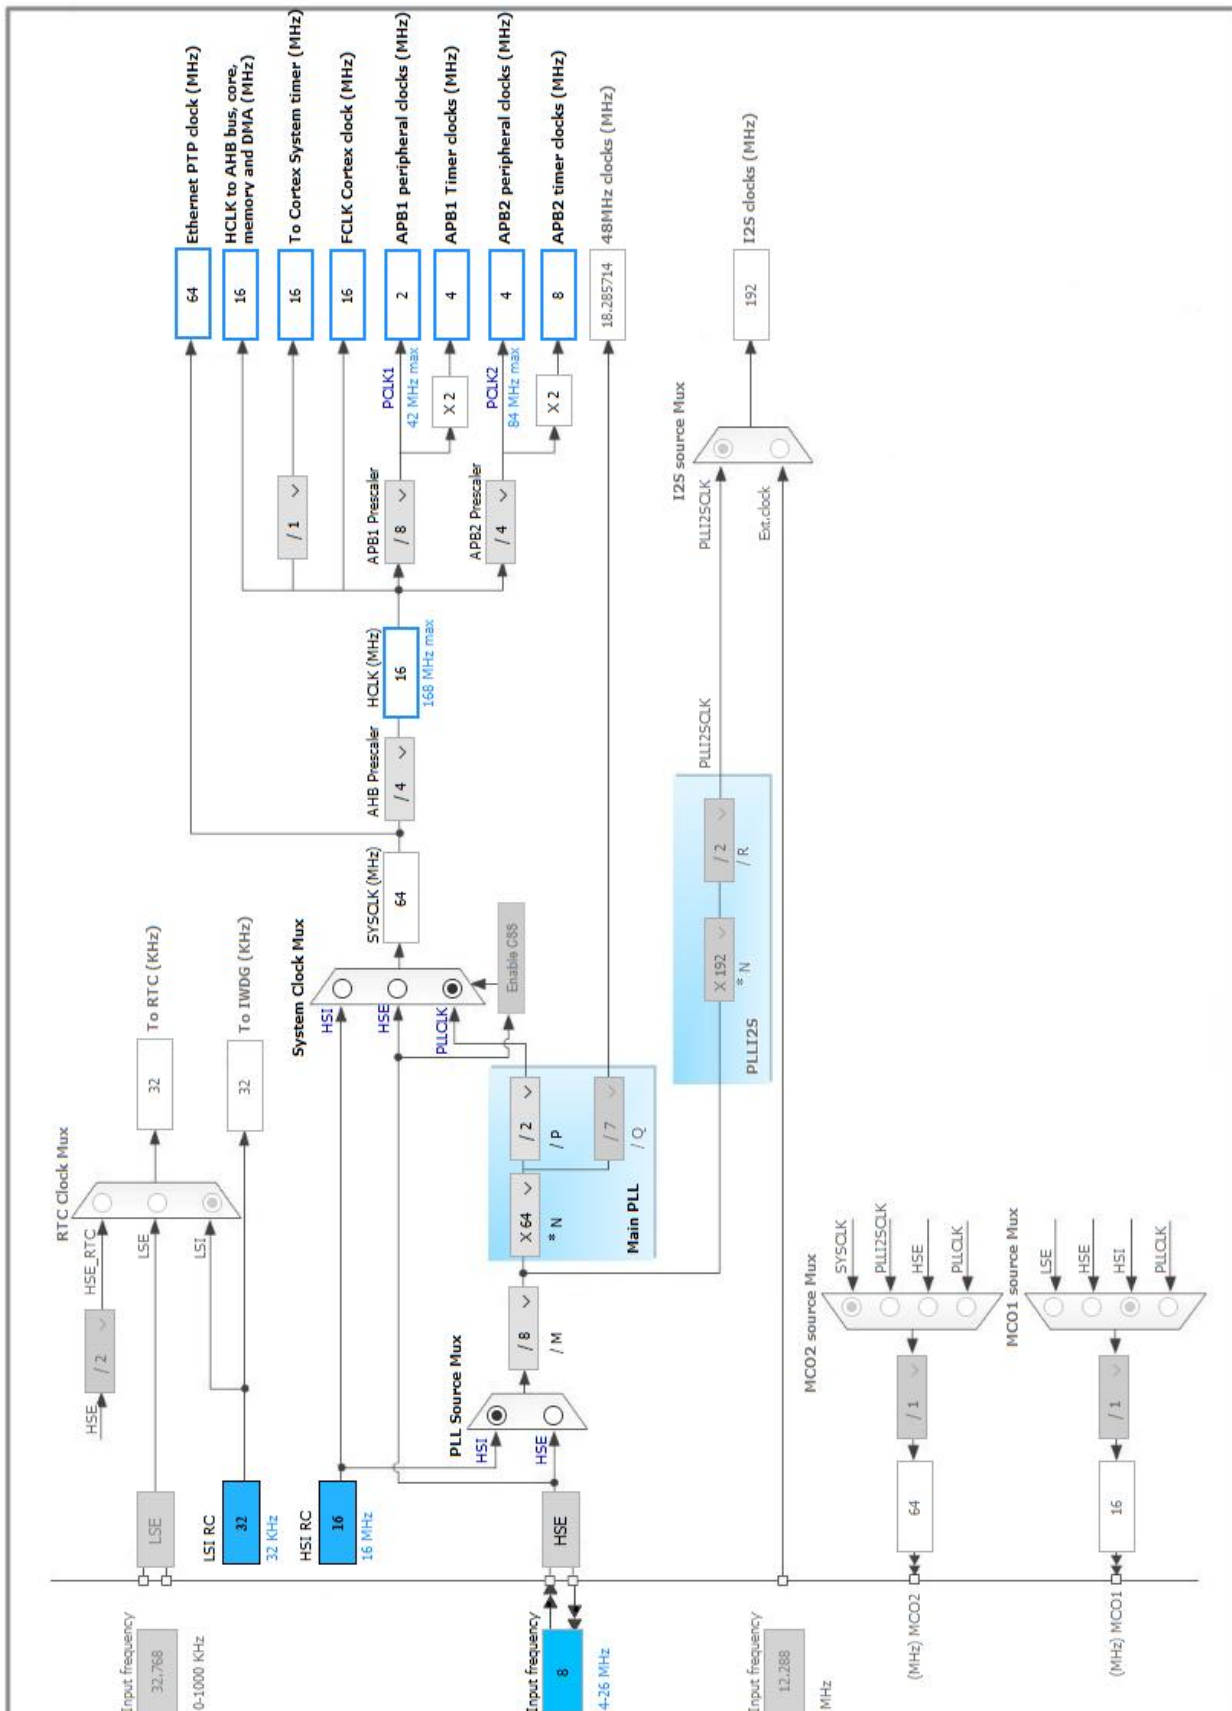 RTC Clock Mux
HSE
/ 2
HSE_RTC
Input frequency
32.768
0-1000 KHz
LSE
LSE
32
To RTC (KHz)
LSI
LSI RC
32
32 KHz
32
To IWDG (KHz)
HSI RC
16
16 MHz
System Clock Mux
HSI
HSE
PLLCLK
Enable CSS
SYSCLK (MHz)
64
AHB Prescaler
/ 4
HCLK (MHz)
16
168 MHz max
64
Ethernet PTP clock (MHz)
16
HCLK to AHB bus, core,
memory and DMA (MHz)
/ 1
16
To Cortex System timer (MHz)
16
FCLK Cortex clock (MHz)
APB1 Prescaler
/ 8
PCLK1
42 MHz max
2
APB1 peripheral clocks (MHz)
X 2
4
APB1 Timer clocks (MHz)
APB2 Prescaler
/ 4
PCLK2
84 MHz max
4
APB2 peripheral clocks (MHz)
X 2
8
APB2 timer clocks (MHz)
PLL Source Mux
HSI
HSE
Input frequency
8
4-26 MHz
HSE
/ 8
/ M
X 64
* N
/ 2
/ P
/ 7
/ Q
Main PLL
18.285714
48MHz clocks (MHz)
X 192
* N
/ 2
/ R
PLLI2S
PLLI2SCLK
I2S source Mux
PLLI2SCLK
Ext.clock
192
I2S clocks (MHz)
Input frequency
12.288
MHz
MCO2 source Mux
SYSCLK
PLLI2SCLK
HSE
PLLCLK
/ 1
64
(MHz) MCO2
MCO1 source Mux
LSE
HSE
HSI
PLLCLK
/ 1
16
(MHz) MCO1